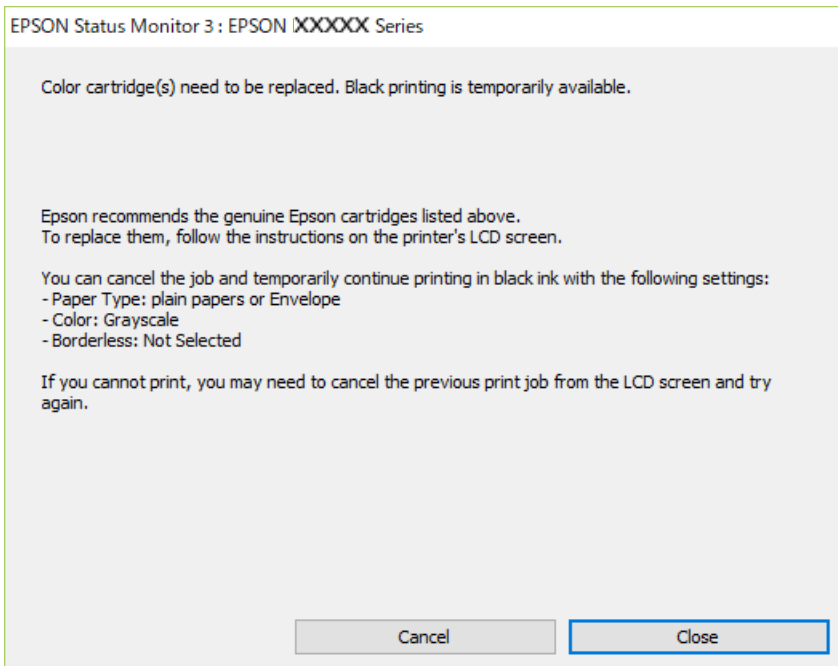 EPSON Status Monitor 3 : EPSON XXXXX Series
Color cartridge(s) need to be replaced. Black printing is temporarily available.
Epson recommends the genuine Epson cartridges listed above.
To replace them, follow the instructions on the printer's LCD screen.
You can cancel the job and temporarily continue printing in black ink with the following settings:
- Paper Type: plain papers or Envelope
- Color: Grayscale
- Borderless: Not Selected
If you cannot print, you may need to cancel the previous print job from the LCD screen and try
again.
Cancel
Close